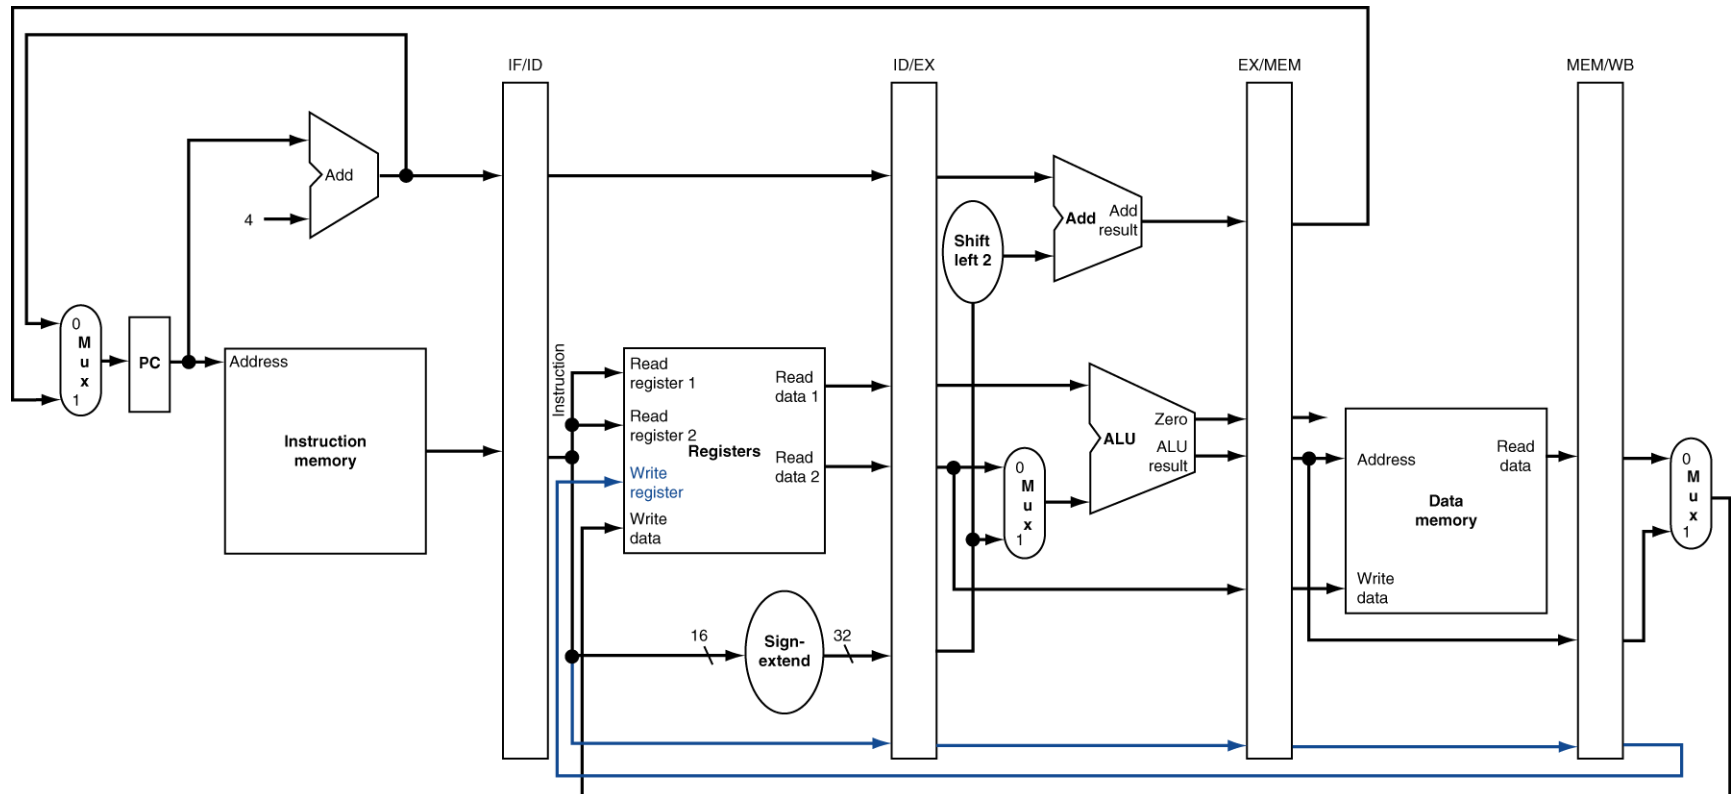 IF/ID
ID/EX
EX/MEM
MEM/WB
Add
4
Add
Add
result
Shift
left 2
0
M
u
x
1
PC
Address
Instruction
memory
Instruction
Read
register 1
Read
register 2
Write
register
Write
data
Registers
Read
data 1
Read
data 2
16
Sign-
extend
32
0
M
u
x
1
Zero
ALU
ALU
result
Address
Read
data
Data
memory
Write
data
0
M
u
x
1